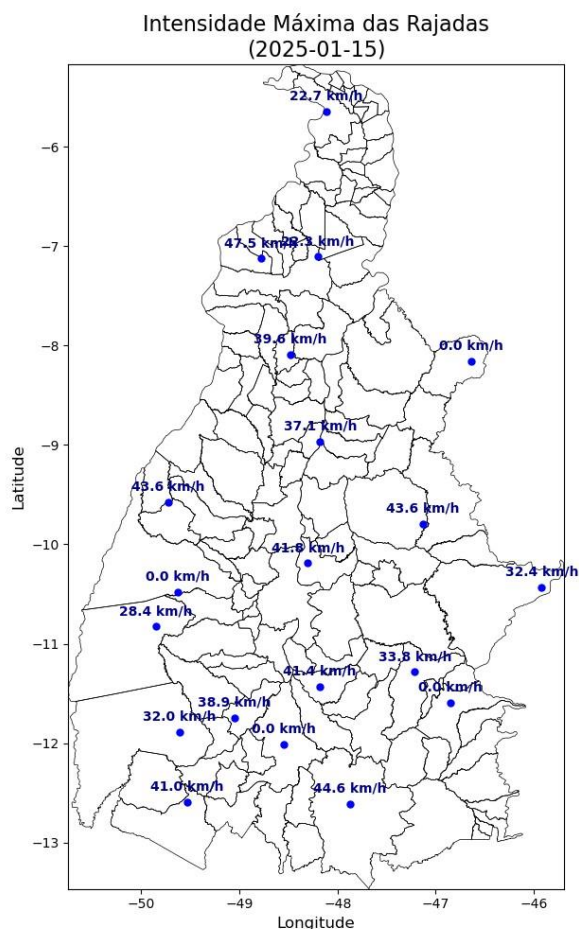 Intensidade Máxima das Rajadas
(2025-01-15)
22.7 km/h
47.5 km/h
22.3 km/h
39.6 km/h
0.0 km/h
37.1 km/h
43.6 km/h
43.6 km/h
41.8 km/h
0.0 km/h
32.4 km/h
28.4 km/h
33.8 km/h
41.4 km/h
0.0 km/h
38.9 km/h
32.0 km/h
0.0 km/h
41.0 km/h
44.6 km/h
−6
−7
−8
−9
−10
−11
−12
−13
Latitude
−50
−49
−48
−47
−46
Longitude